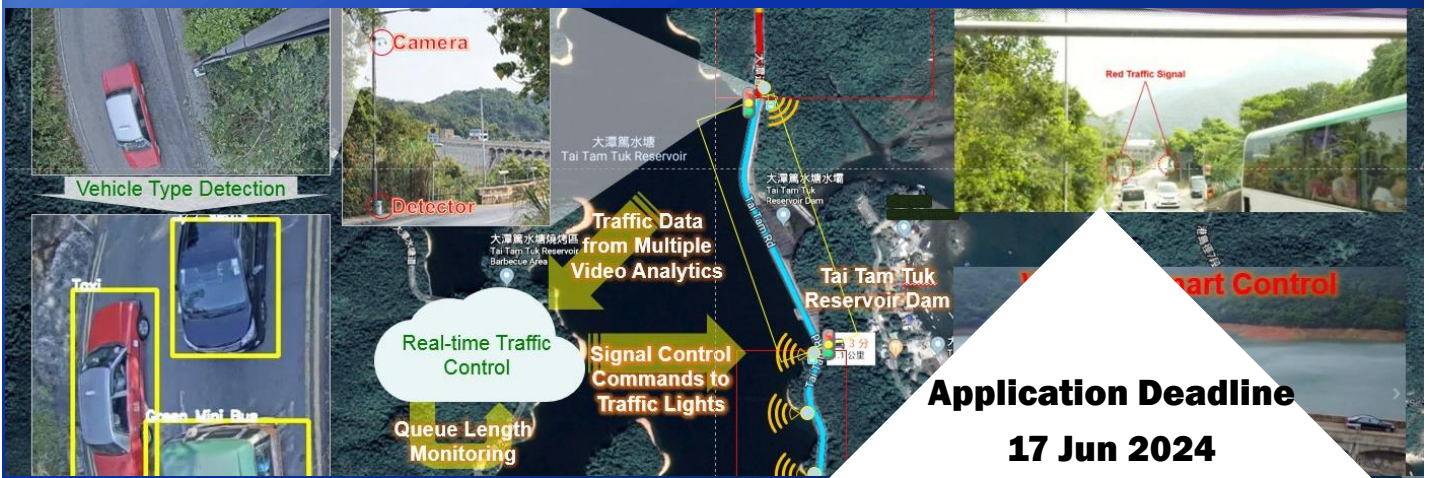 Camera
Detector
Vehicle Type Detection
Taxi
Green Mini Bus
大潭篤水塘
Tai Tam Tuk Reservoir
大潭篤水塘水壩
Tai Tam Tuk
Reservoir Dam
Tai Tam Rd
大潭篤水塘燒烤區
Tai Tam Tuk Reservoir
Barbecue Area
Traffic Data
from Multiple
Video Analytics
Real-time Traffic
Control
Signal Control
Commands to
Traffic Lights
Queue Length
Monitoring
Tai Tam Tuk
Reservoir Dam
3 分
公里
Red Traffic Signal
Control
Application Deadline
17 Jun 2024